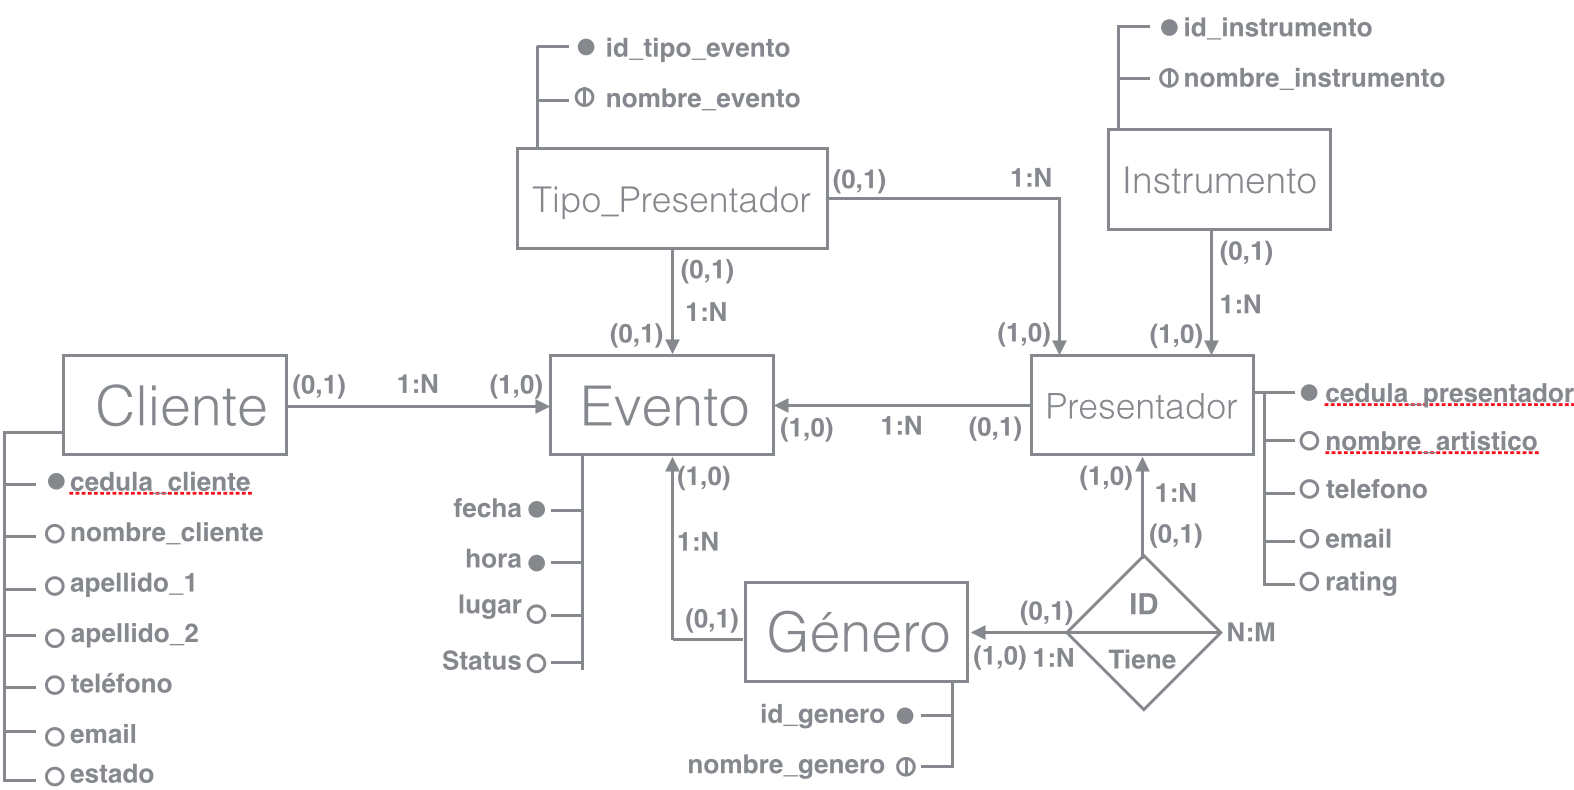 id_tipo_evento
nombre_evento
Tipo_Presentador
(0,1)
1:N
(0,1)
1:N
(0,1)
(1,0)
id_instrumento
nombre_instrumento
Instrumento
(0,1)
1:N
(1,0)
Cliente
(0,1)
1:N
(1,0)
Evento
(1,0)
1:N
(0,1)
Presentador
cedula_presentador
nombre_artistico
telefono
email
rating
cedula_cliente
nombre_cliente
apellido_1
apellido_2
teléfono
email
estado
fecha
hora
lugar
Status
(1,0)
1:N
(0,1)
Género
id_genero
nombre_genero
(1,0)
1:N
(0,1)
ID
Tiene
N:M
(0,1)
(1,0) 1:N